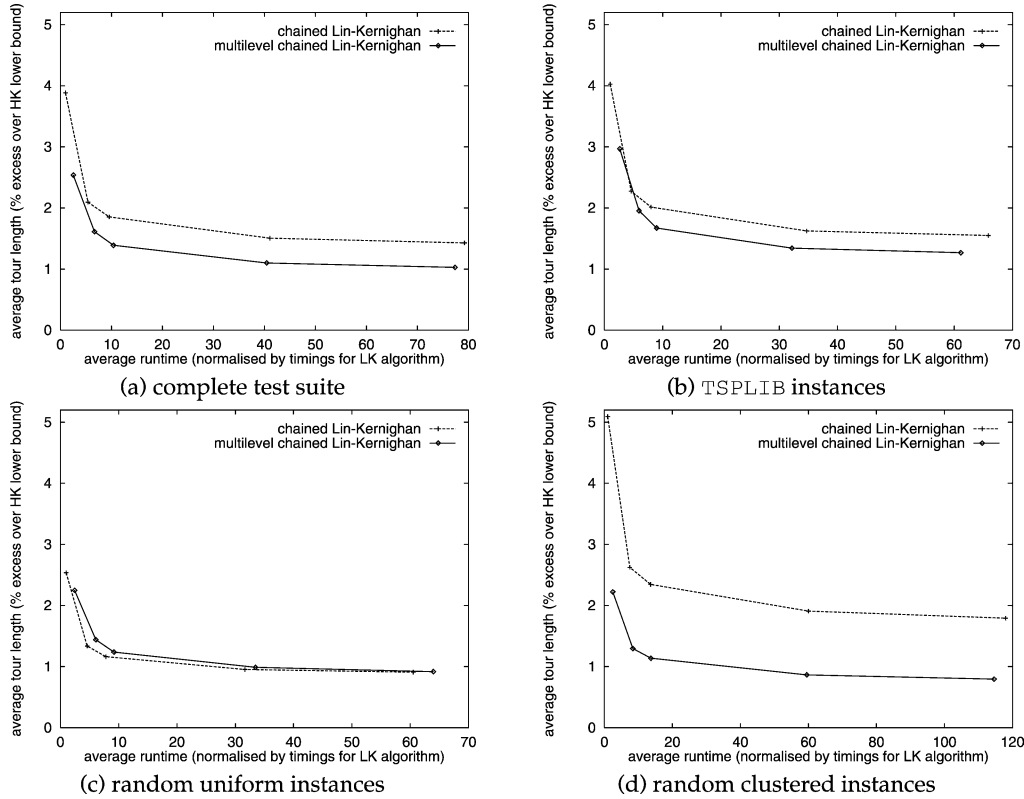 average tour length (% excess over HK lower bound)
5
4
3
2
1
0
chained Lin-Kernighan
multilevel chained Lin-Kernighan
0 10 20 30 40 50 60 70 80
average runtime (normalised by timings for LK algorithm)
(a) complete test suite
average tour length (% excess over HK lower bound)
5
4
3
2
1
0
chained Lin-Kernighan
multilevel chained Lin-Kernighan
0 10 20 30 40 50 60 70
average runtime (normalised by timings for LK algorithm)
(b) TSPLIB instances
average tour length (% excess over HK lower bound)
5
4
3
2
1
0
chained Lin-Kernighan
multilevel chained Lin-Kernighan
0 10 20 30 40 50 60 70
average runtime (normalised by timings for LK algorithm)
(c) random uniform instances
average tour length (% excess over HK lower bound)
5
4
3
2
1
0
chained Lin-Kernighan
multilevel chained Lin-Kernighan
0 20 40 60 80 100 120
average runtime (normalised by timings for LK algorithm)
(d) random clustered instances